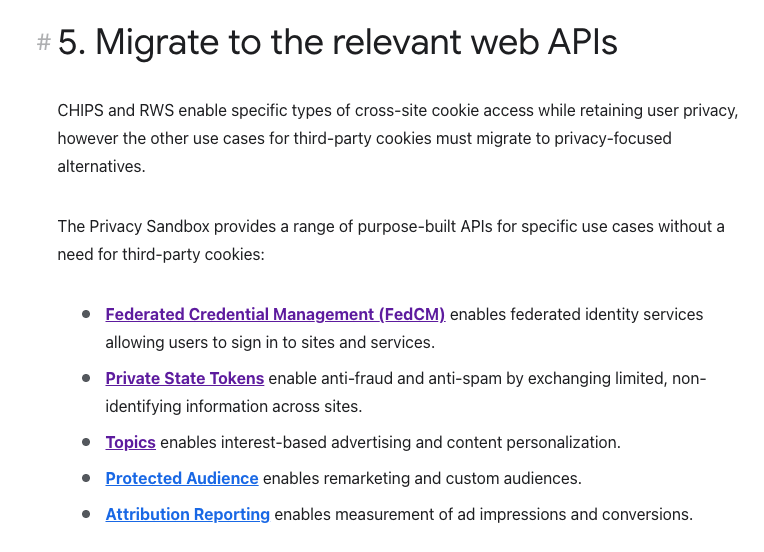 # 5. Migrate to the relevant web APIs
CHIPS and RWS enable specific types of cross-site cookie access while retaining user privacy,
however the other use cases for third-party cookies must migrate to privacy-focused
alternatives.
The Privacy Sandbox provides a range of purpose-built APIs for specific use cases without a
need for third-party cookies:
● Federated Credential Management (FedCM) enables federated identity services
allowing users to sign in to sites and services.
● Private State Tokens enable anti-fraud and anti-spam by exchanging limited, non-
identifying information across sites.
● Topics enables interest-based advertising and content personalization.
● Protected Audience enables remarketing and custom audiences.
● Attribution Reporting enables measurement of ad impressions and conversions.